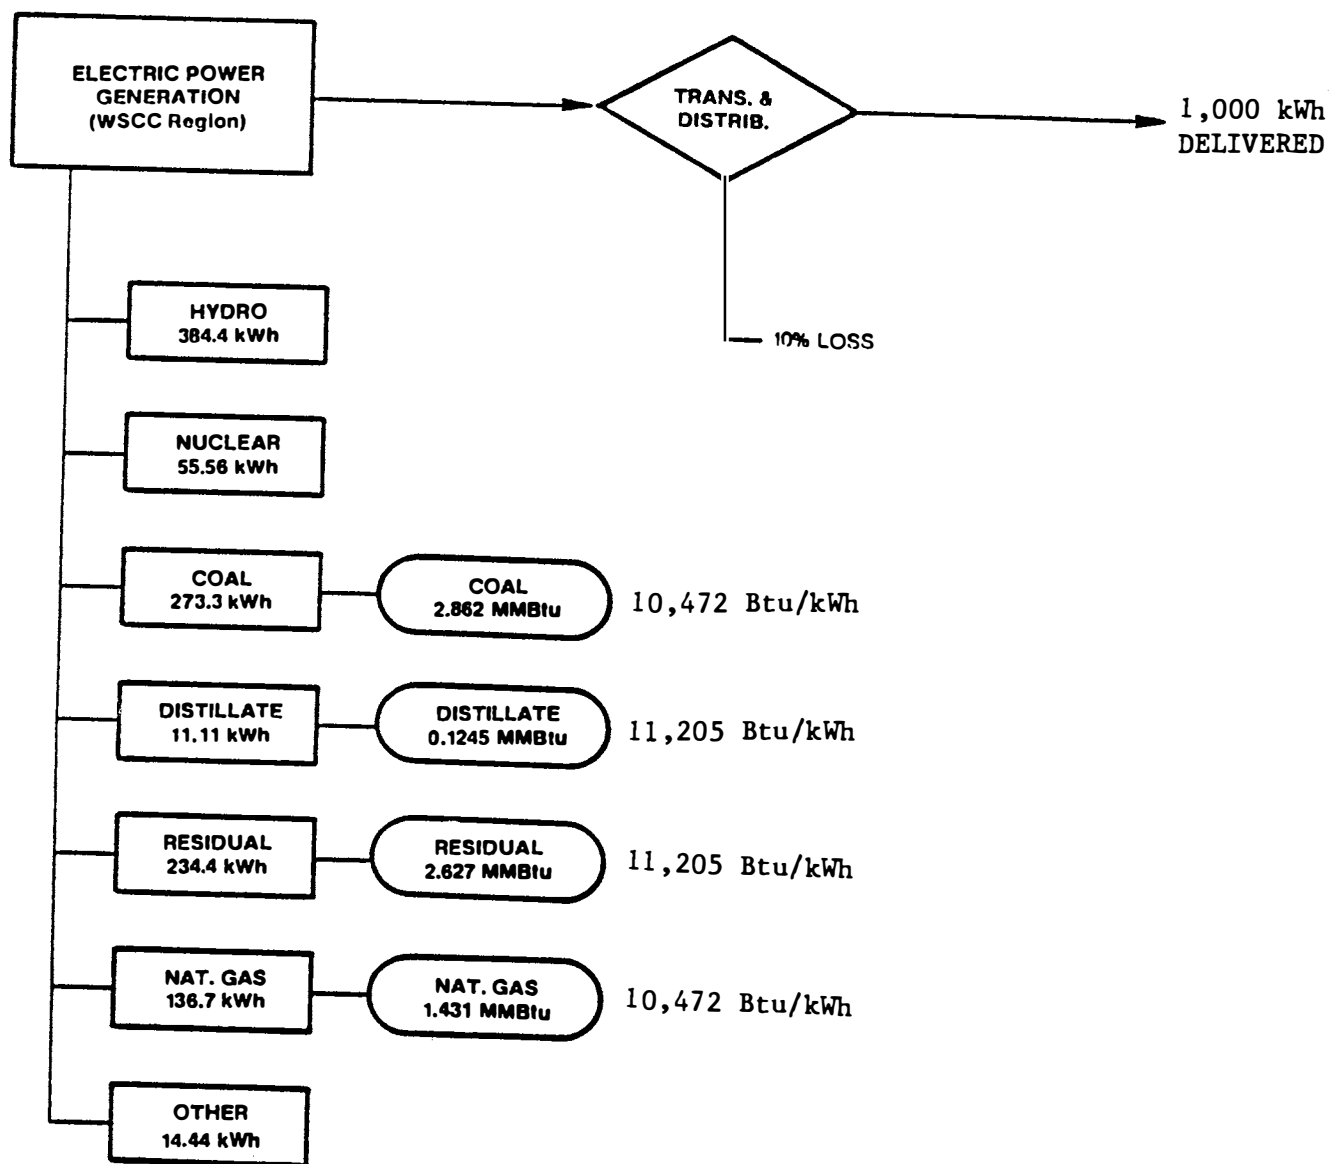 ELECTRIC POWER
GENERATION
(WSCC Region)
TRANS. &
DISTRIB.
1,000 kWh
DELIVERED
10% LOSS
HYDRO
384.4 kWh
NUCLEAR
55.56 kWh
COAL
273.3 kWh
COAL
2.862 MMBtu
10,472 Btu/kWh
DISTILLATE
11.11 kWh
DISTILLATE
0.1245 MMBtu
11,205 Btu/kWh
RESIDUAL
234.4 kWh
RESIDUAL
2.627 MMBtu
11,205 Btu/kWh
NAT. GAS
136.7 kWh
NAT. GAS
1.431 MMBtu
10,472 Btu/kWh
OTHER
14.44 kWh